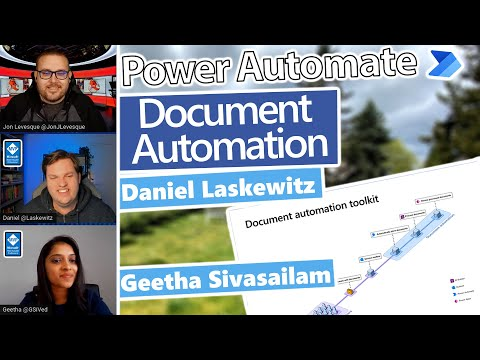 Power Automate
Document
Automation
Daniel Laskewitz
Geetha Sivasailam
Document automation toolkit
Jon Levesque @JonJLevesque
Daniel @Laskewitz
Geetha @GSiVed